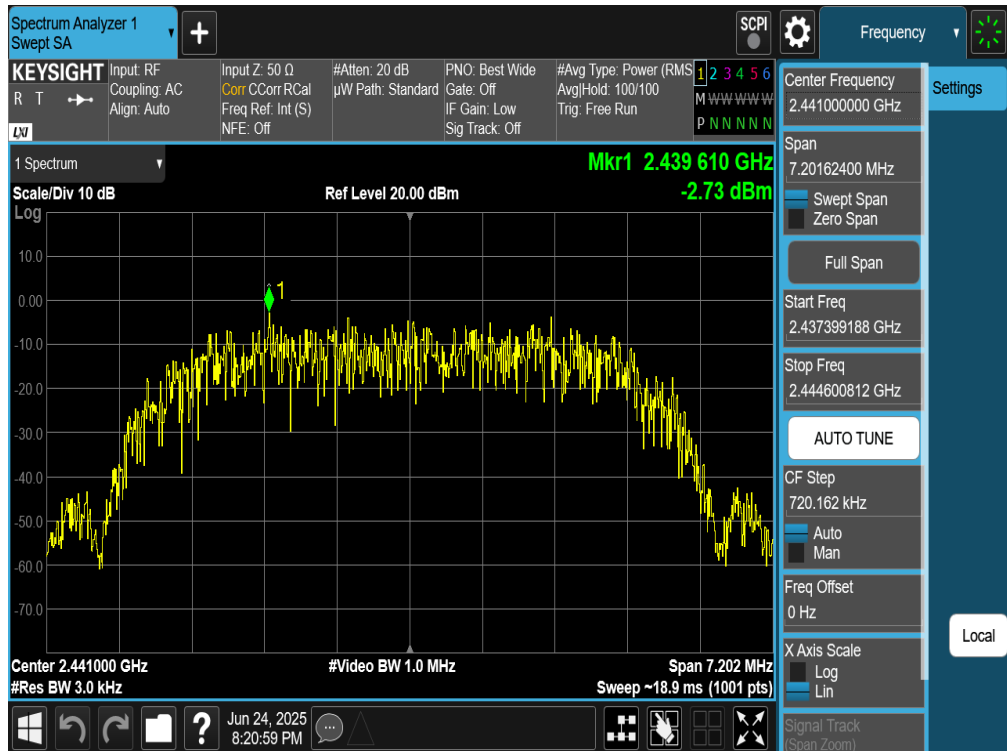 Spectrum Analyzer 1
Swept SA
+
SCPI
Frequency
KEYSIGHT
R T
LXI
Input: RF
Coupling: AC
Align: Auto
Input Z: 50 Ω
Corr CCorr RCal
Freq Ref: Int (S)
NFE: Off
#Atten: 20 dB
µW Path: Standard
PNO: Best Wide
Gate: Off
IF Gain: Low
Sig Track: Off
#Avg Type: Power (RMS
Avg|Hold: 100/100
Trig: Free Run
1 2 3 4 5 6
M W W W W W
P N N N N N
1 Spectrum
Mkr1 2.439 610 GHz
-2.73 dBm
Scale/Div 10 dB
Ref Level 20.00 dBm
Log
10.0
0.00
-10.0
-20.0
-30.0
-40.0
-50.0
-60.0
-70.0
1
Center 2.441000 GHz
#Video BW 1.0 MHz
Span 7.202 MHz
#Res BW 3.0 kHz
Sweep ~18.9 ms (1001 pts)
Center Frequency
2.441000000 GHz
Span
7.20162400 MHz
Swept Span
Zero Span
Full Span
Start Freq
2.437399188 GHz
Stop Freq
2.444600812 GHz
AUTO TUNE
CF Step
720.162 kHz
Auto
Man
Freq Offset
0 Hz
X Axis Scale
Log
Lin
Signal Track
(Span Zoom)
Settings
Local
?
Jun 24, 2025
8:20:59 PM